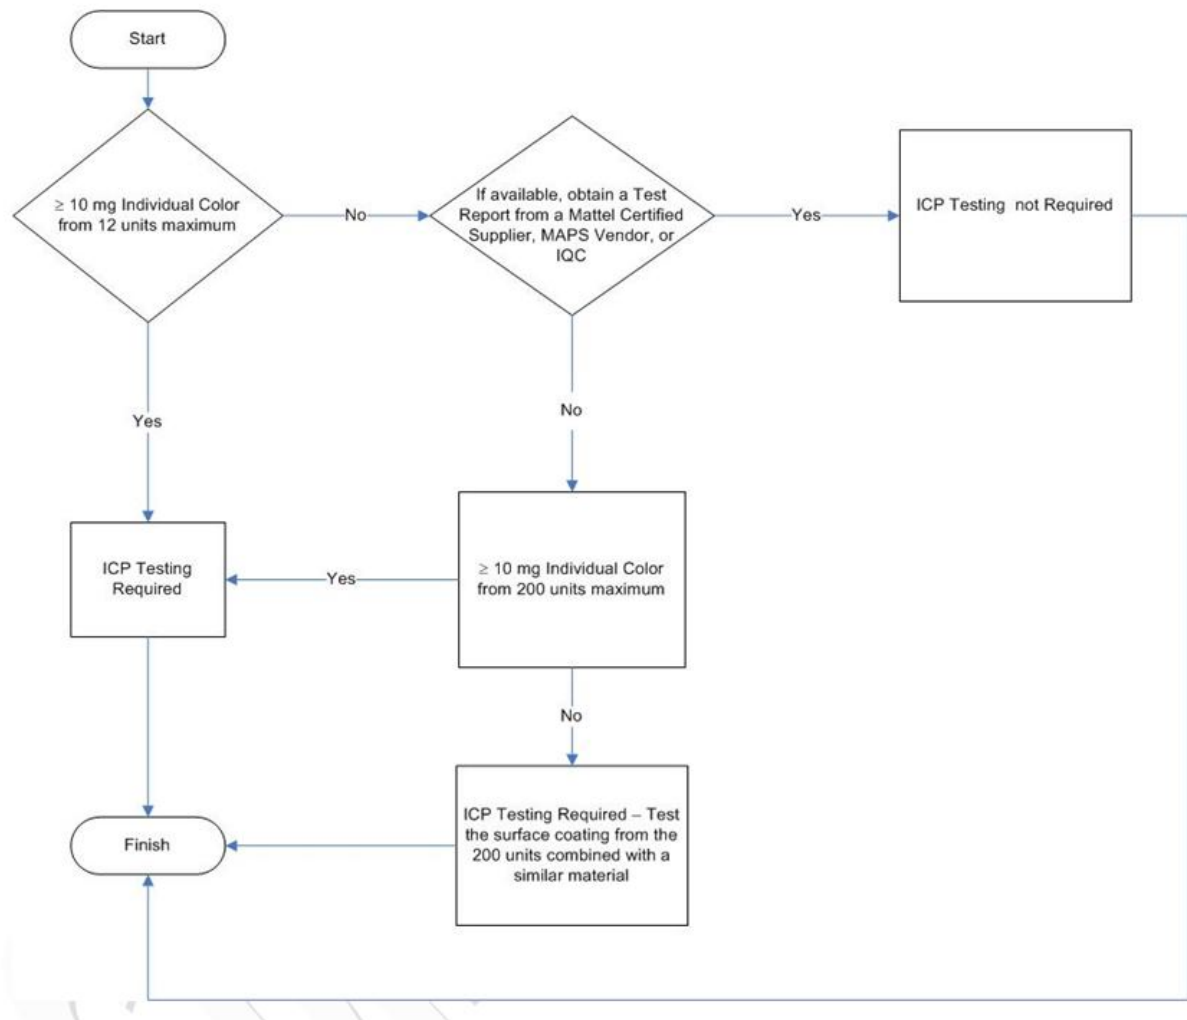 Start
≥ 10 mg Individual Color
from 12 units maximum
No
If available, obtain a Test
Report from a Mattel Certified
Supplier, MAPS Vendor, or
IQC
Yes
ICP Testing  not Required
Yes
No
ICP Testing
Required
Yes
≥ 10 mg Individual Color
from 200 units maximum
No
ICP Testing Required – Test
the surface coating from the
200 units combined with a
similar material
Finish